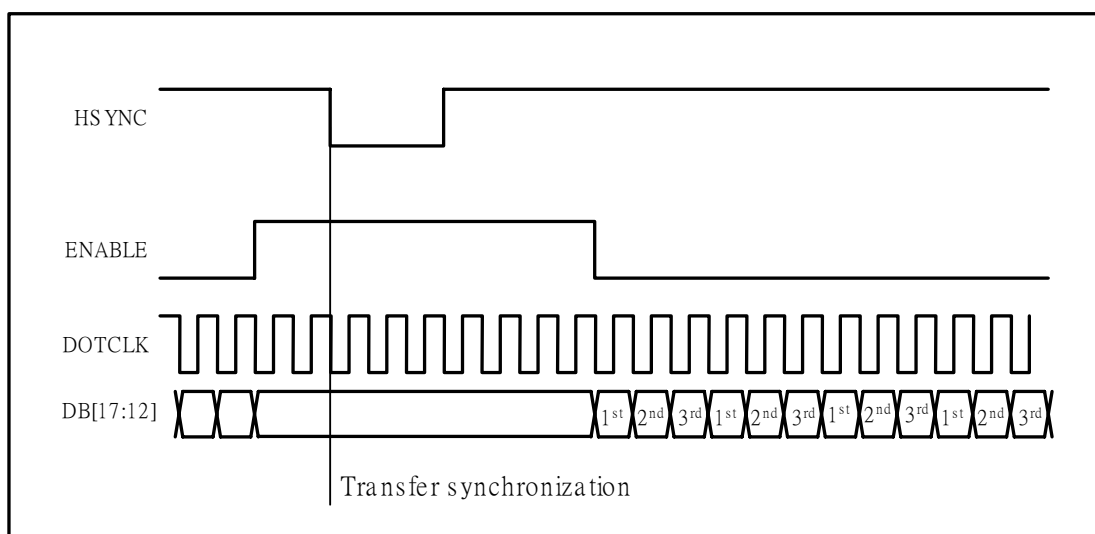 HSYNC
ENABLE
DOTCLK
DB[17:12]
1st 2nd 3rd 1st 2nd 3rd 1st 2nd 3rd 1st 2nd 3rd
Transfer synchronization